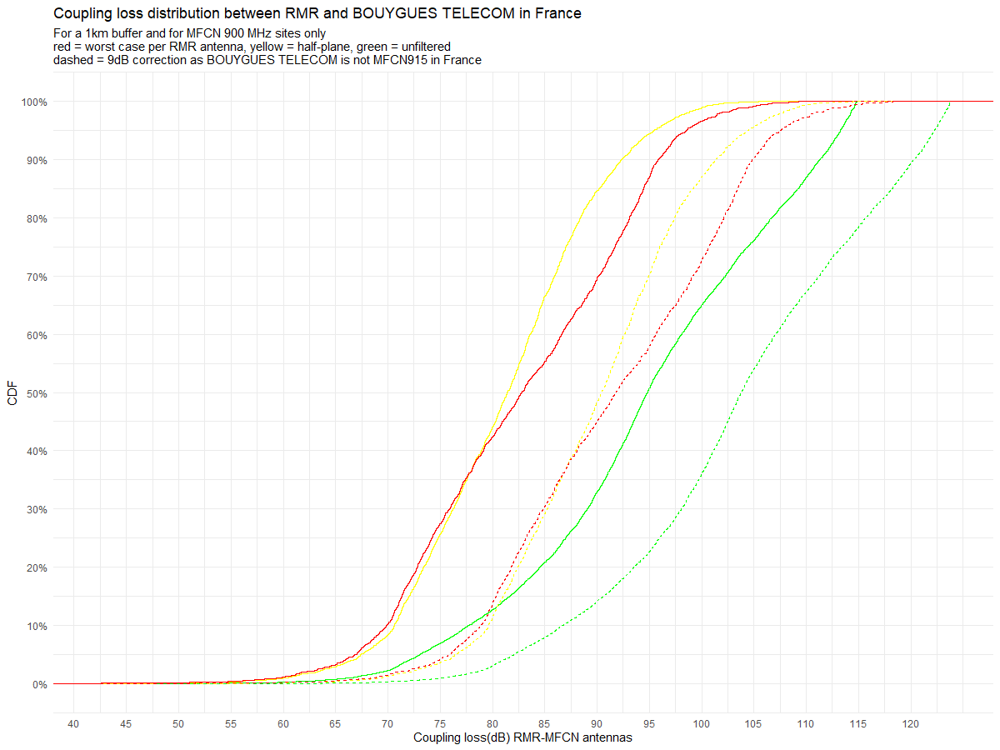 Coupling loss distribution between RMR and BOUYGUES TELECOM in France
For a 1km buffer and for MFCN 900 MHz sites only
red = worst case per RMR antenna, yellow = half-plane, green = unfiltered
dashed = 9dB correction as BOUYGUES TELECOM is not MFCN915 in France
100%
90%
80%
70%
60%
50%
40%
30%
20%
10%
0%
CDF
40 45 50 55 60 65 70 75 80 85 90 95 100 105 110 115 120
Coupling loss(dB) RMR-MFCN antennas